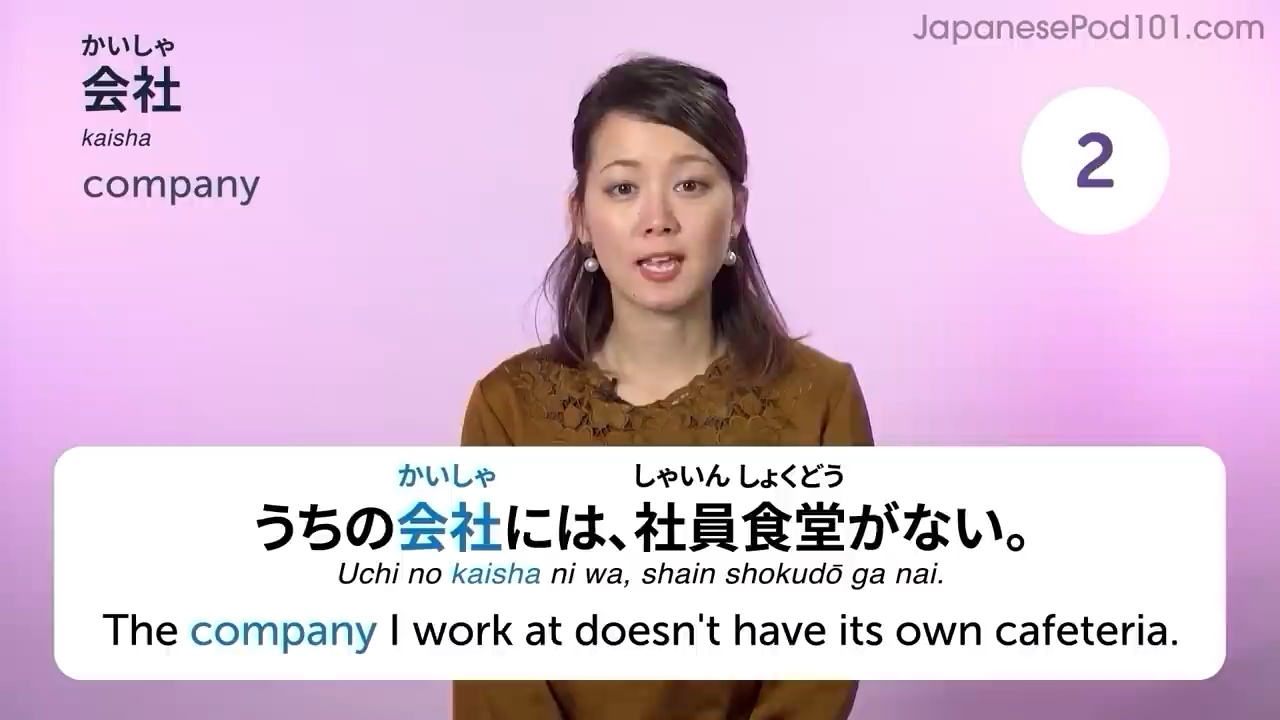 JapanesePod101.com
かいしゃ
会社
kaisha
company
2
かいしゃ しゃいん しょくどう
うちの会社には、社員食堂がない。
Uchi no kaisha ni wa, shain shokudō ga nai.
The company I work at doesn't have its own cafeteria.